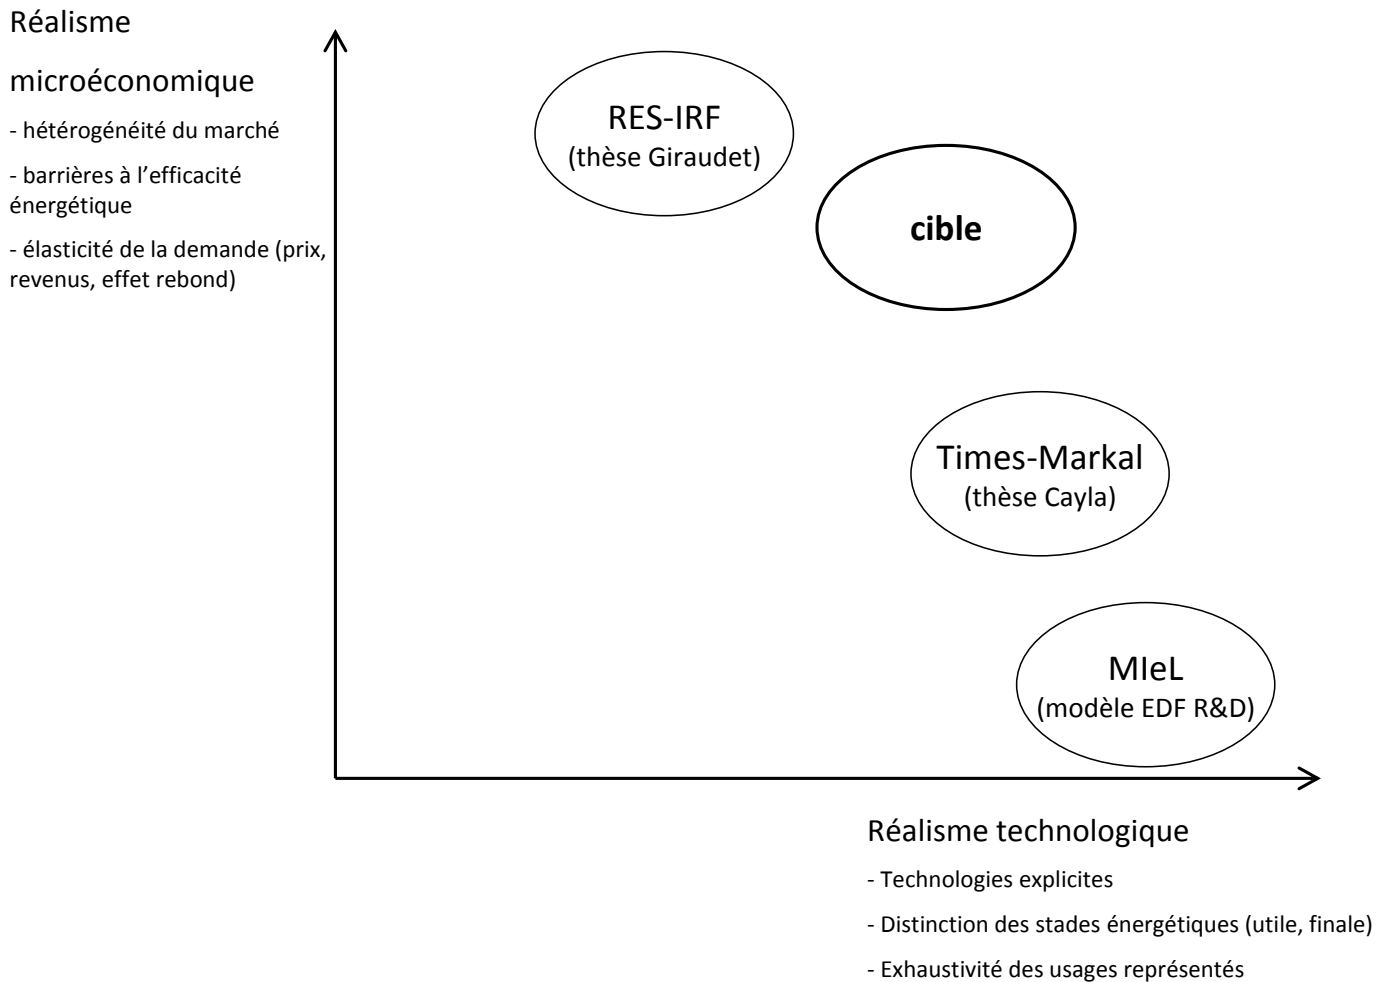 Réalisme
microéconomique
- hétérogénéité du marché
- barrières à l’efficacité
énergétique
- élasticité de la demande (prix,
revenus, effet rebond)
RES-IRF
(thèse Giraudet)
cible
Times-Markal
(thèse Cayla)
MIeL
(modèle EDF R&D)
Réalisme technologique
- Technologies explicites
- Distinction des stades énergétiques (utile, finale)
- Exhaustivité des usages représentés